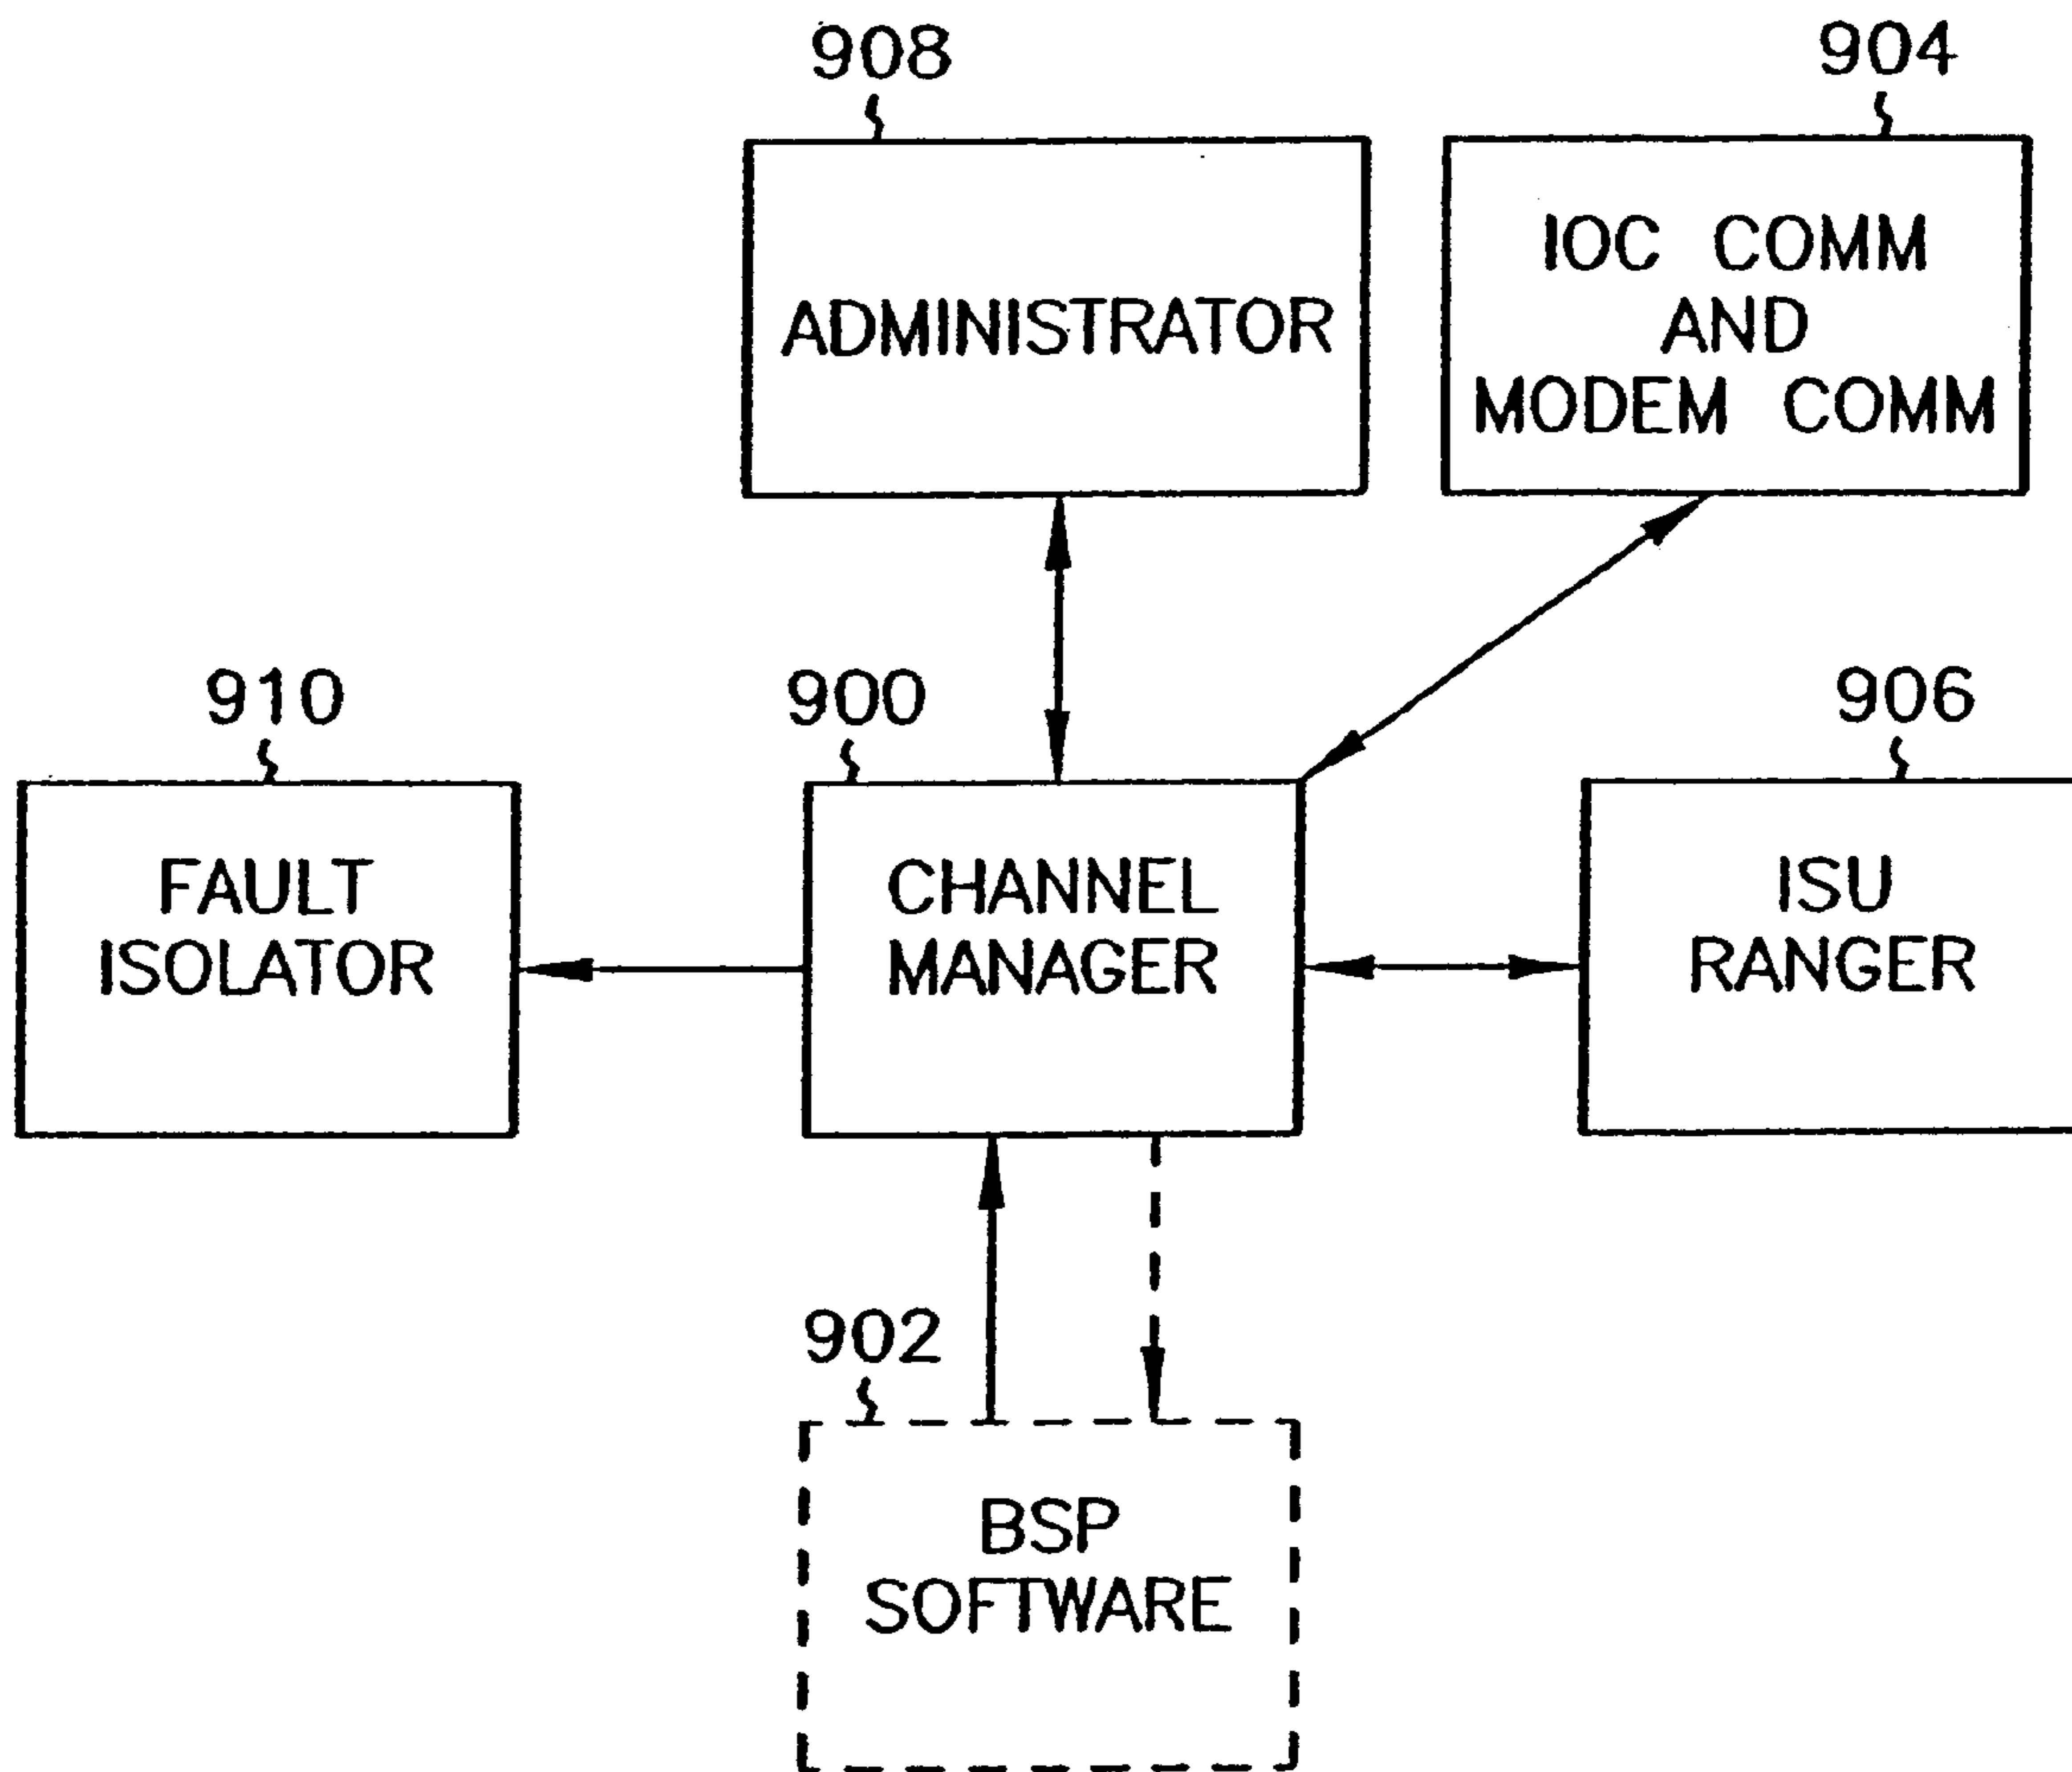 908
904
ADMINISTRATOR
IOC COMM
AND
MODEM COMM
910
900
906
FAULT
ISOLATOR
CHANNEL
MANAGER
ISU
RANGER
902
BSP
SOFTWARE